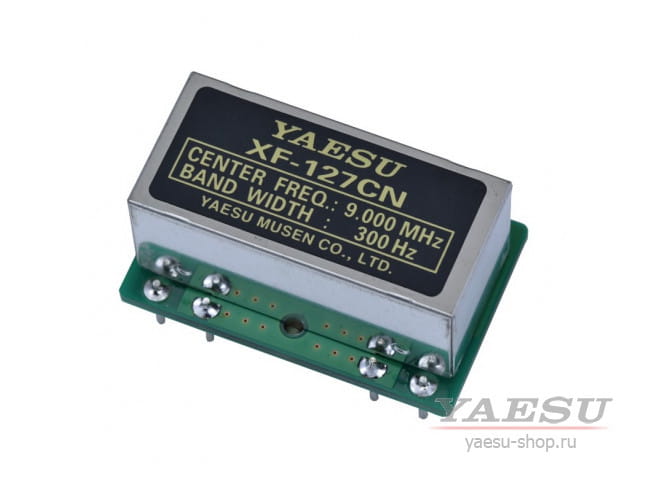 YAESU
XF-127CN
CENTER FREQ.: 9.000 MHz
BAND WIDTH : 300 Hz
YAESU MUSEN CO., LTD.
YAESU
yaesu-shop.ru